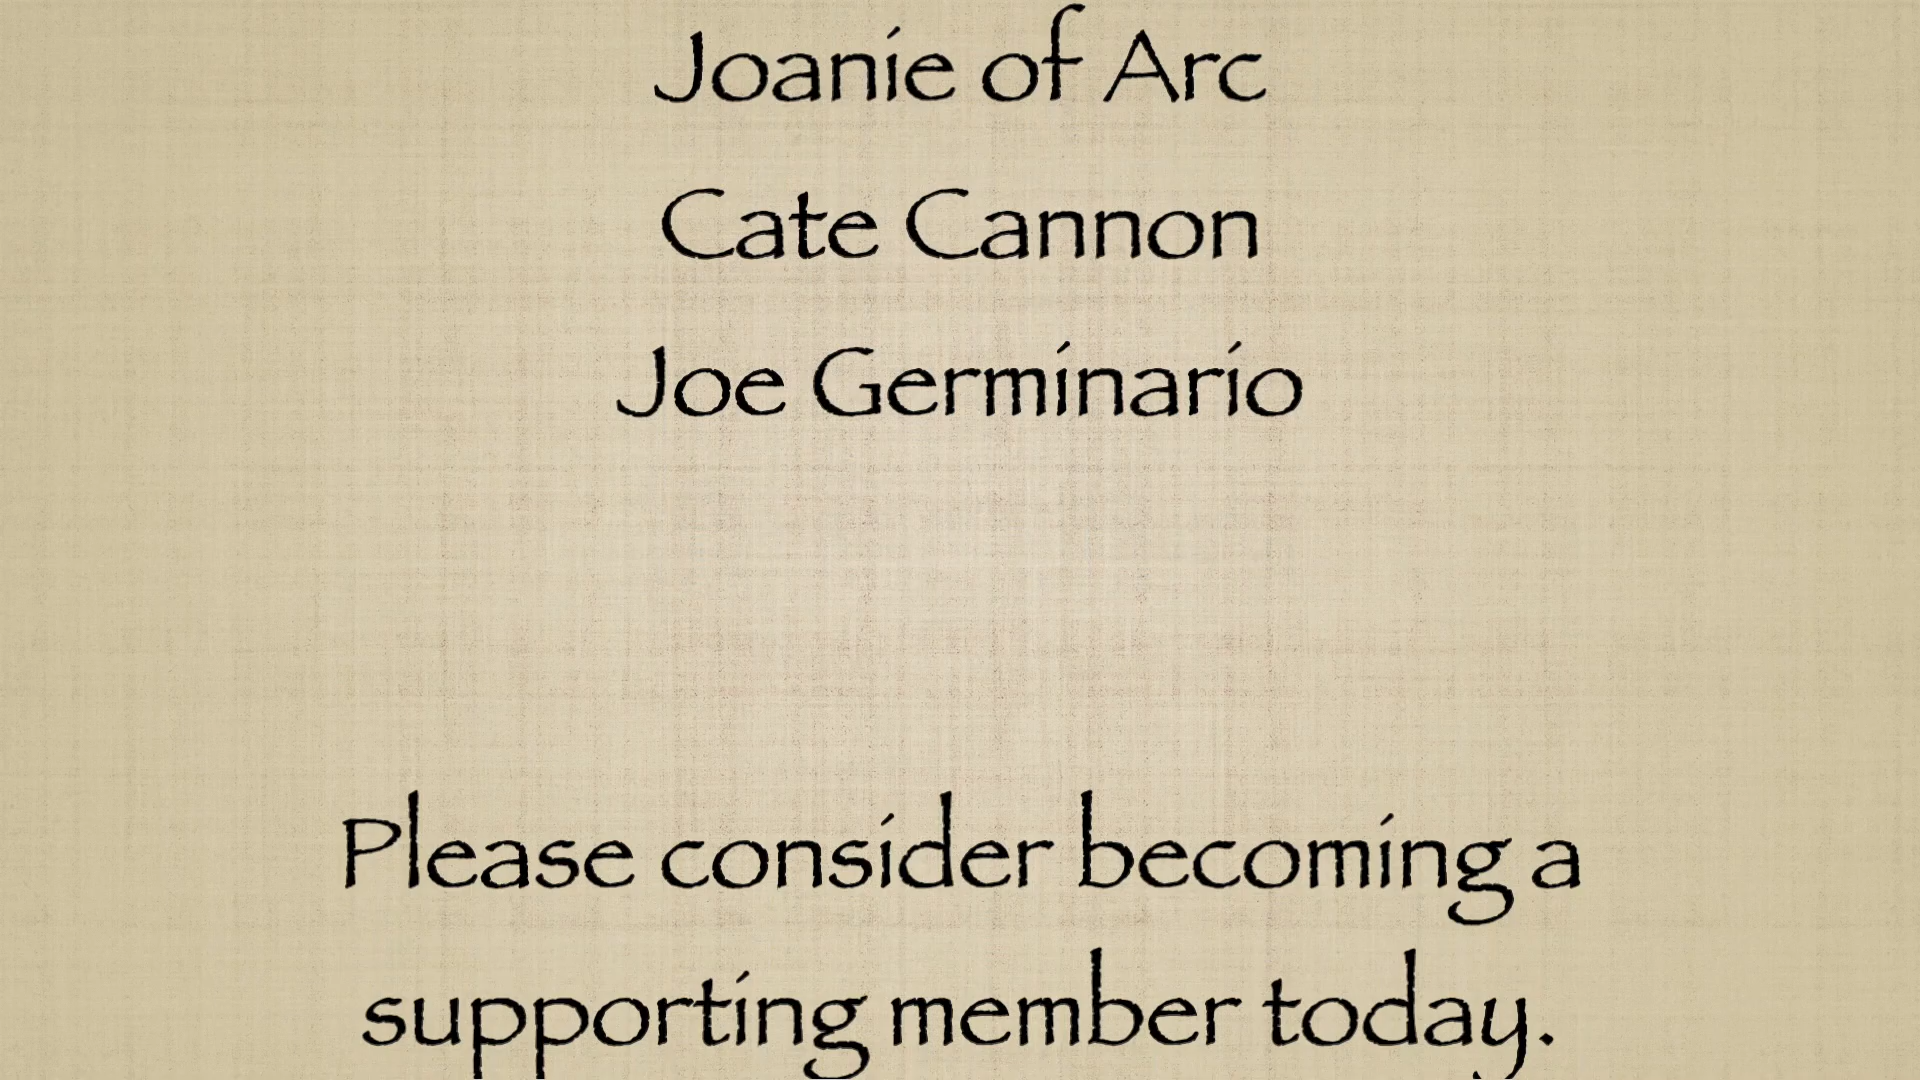 Joanie of Arc
Cate Cannon
Joe Germinario
Please consider becoming a
supporting member today.